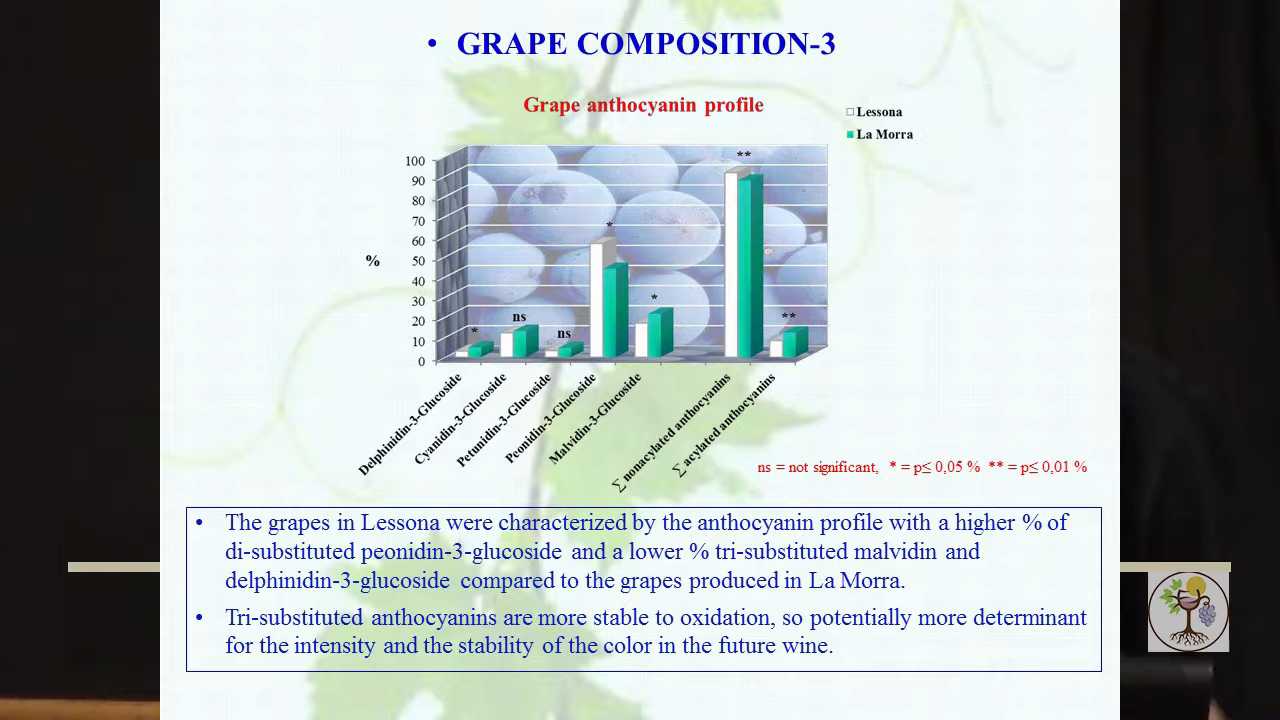 • GRAPE COMPOSITION-3
Grape anthocyanin profile
Lessona
La Morra
%
100
90
80
70
60
50
40
30
20
10
0
*
ns
ns
*
*
**
**
Delphinidin-3-Glucoside
Cyanidin-3-Glucoside
Petunidin-3-Glucoside
Peonidin-3-Glucoside
Malvidin-3-Glucoside
∑ nonacylated anthocyanins
∑ acylated anthocyanins
ns = not significant, * = p≤ 0,05 % ** = p≤ 0,01 %
• The grapes in Lessona were characterized by the anthocyanin profile with a higher % of
di-substituted peonidin-3-glucoside and a lower % tri-substituted malvidin and
delphinidin-3-glucoside compared to the grapes produced in La Morra.
• Tri-substituted anthocyanins are more stable to oxidation, so potentially more determinant
for the intensity and the stability of the color in the future wine.